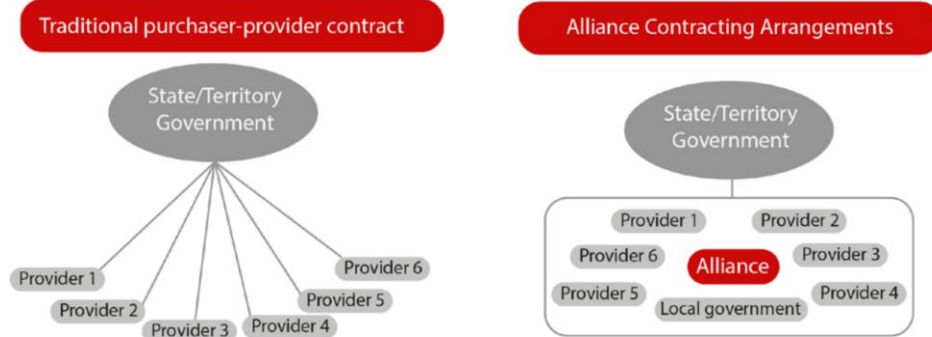 Traditional purchaser-provider contract
State/Territory
Government
Provider 1
Provider 2
Provider 3
Provider 4
Provider 5
Provider 6
Alliance Contracting Arrangements
State/Territory
Government
Provider 1
Provider 2
Provider 6
Alliance
Provider 3
Provider 5
Local government
Provider 4